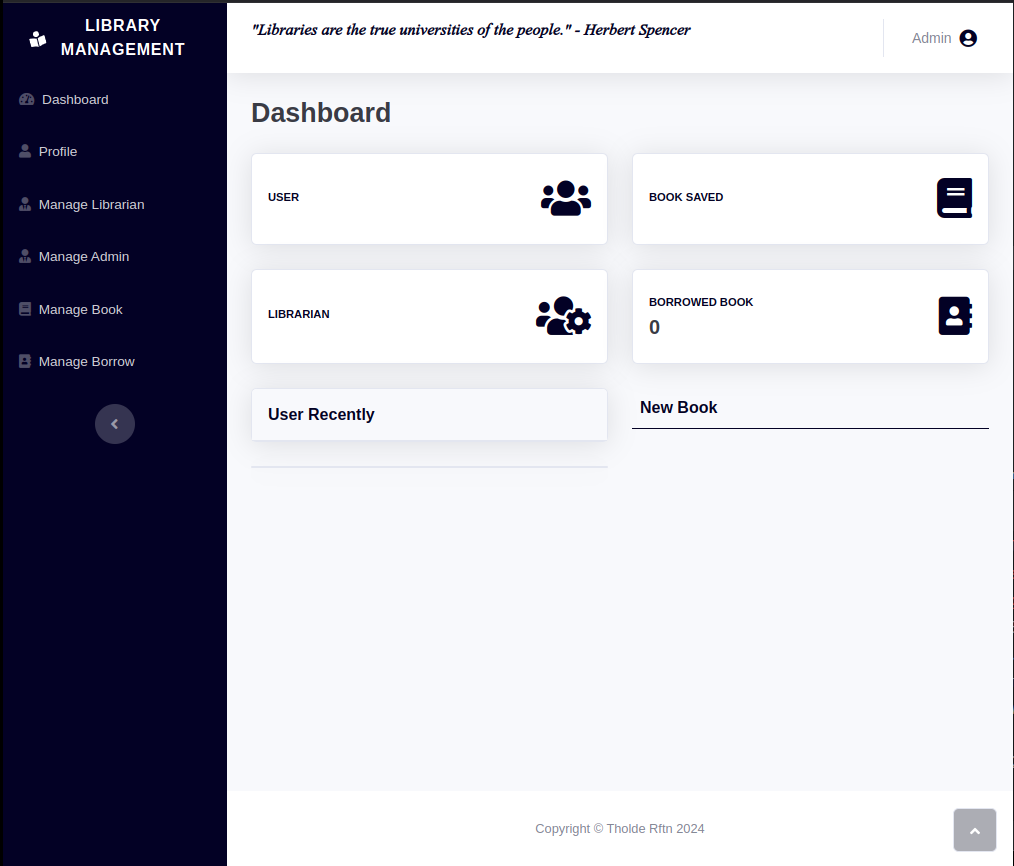 LIBRARY
MANAGEMENT
Dashboard
Profile
Manage Librarian
Manage Admin
Manage Book
Manage Borrow
"Libraries are the true universities of the people." - Herbert Spencer
Admin
Dashboard
USER
BOOK SAVED
LIBRARIAN
BORROWED BOOK
0
User Recently
New Book
Copyright © Tholde Rftn 2024